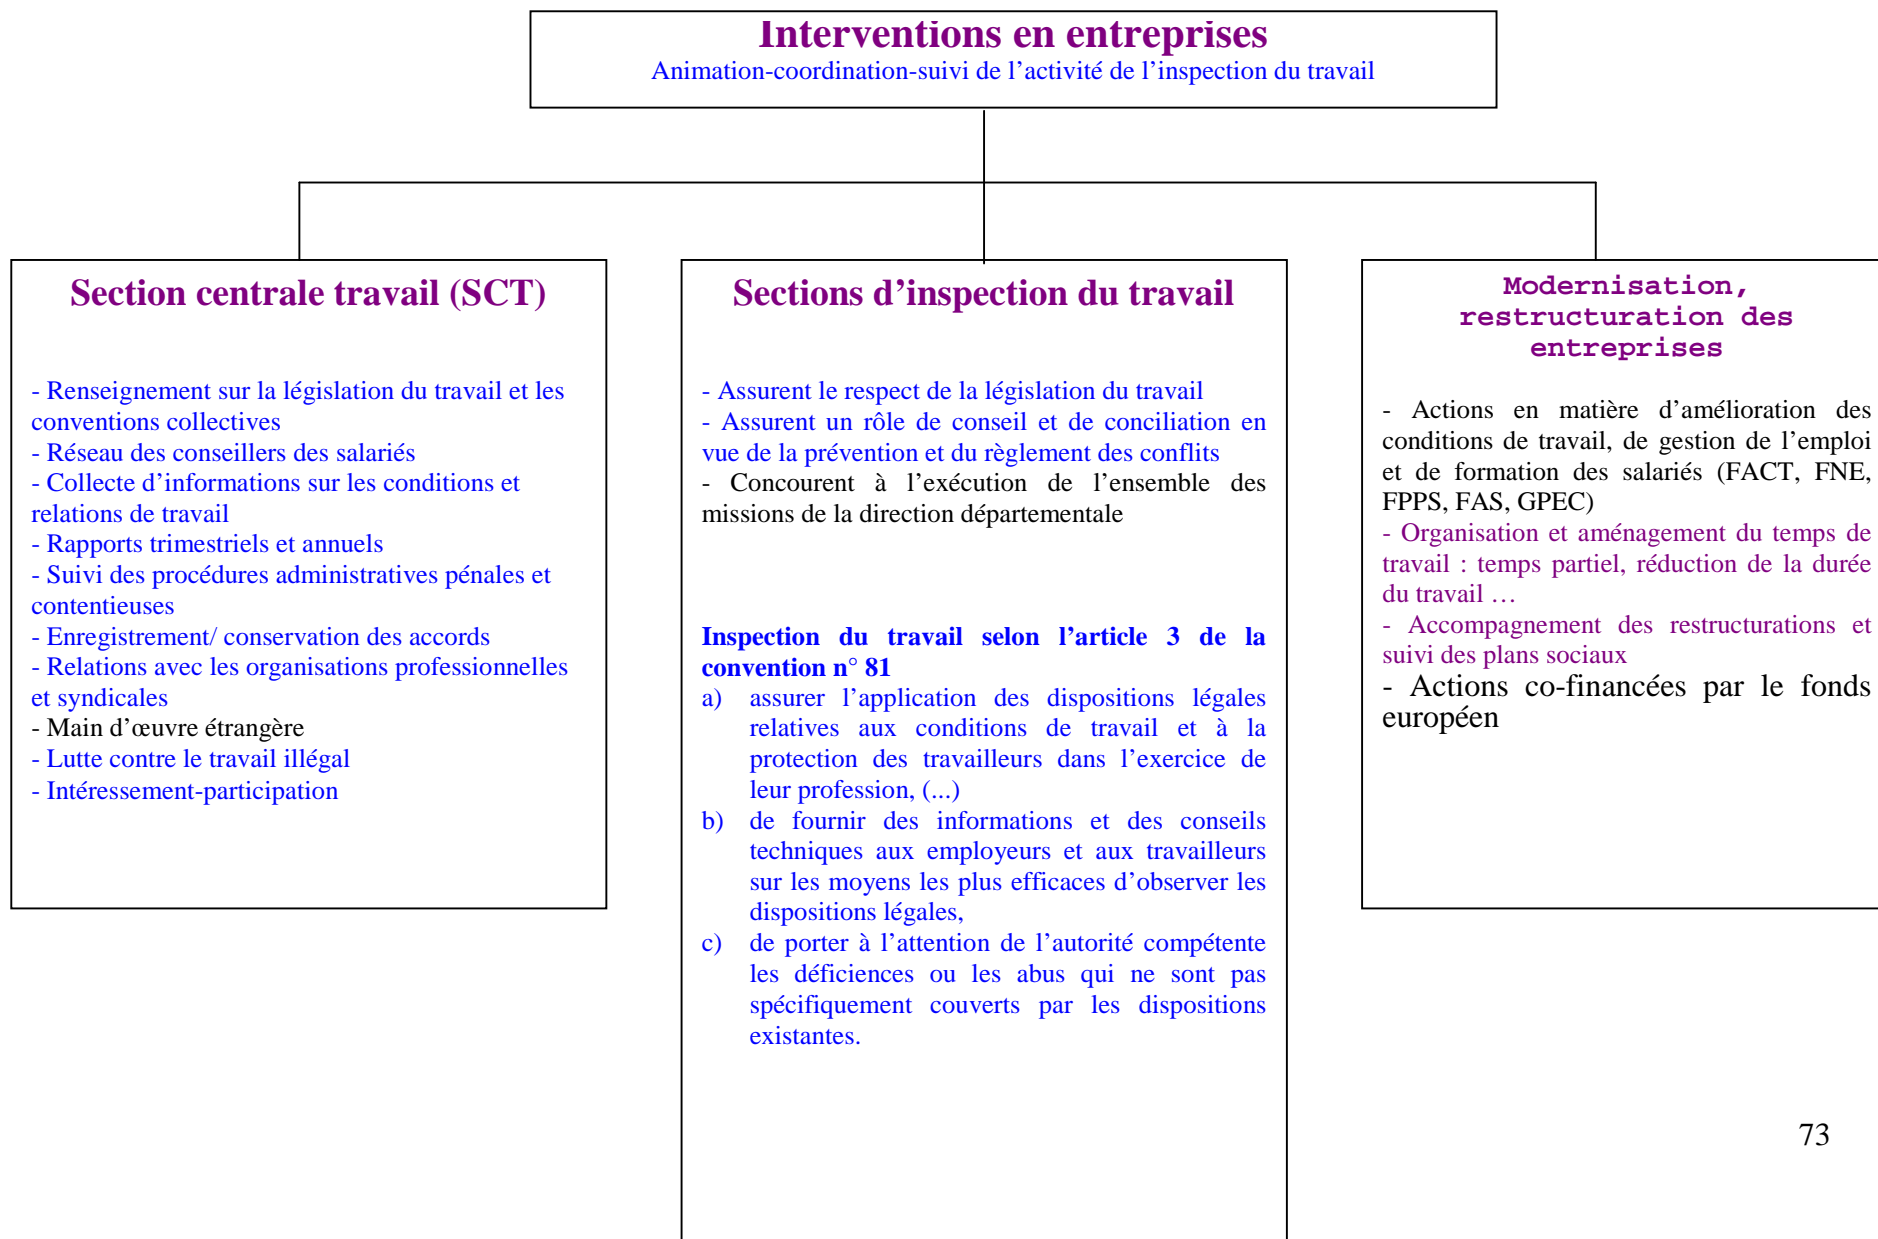 Interventions en entreprises
Animation-coordination-suivi de l’activité de l’inspection du travail
Section centrale travail (SCT)
- Renseignement sur la législation du travail et les
conventions collectives
- Réseau des conseillers des salariés
- Collecte d’informations sur les conditions et
relations de travail
- Rapports trimestriels et annuels
- Suivi des procédures administratives pénales et
contentieuses
- Enregistrement/ conservation des accords
- Relations avec les organisations professionnelles
et syndicales
- Main d’œuvre étrangère
- Lutte contre le travail illégal
- Intéressement-participation
Sections d’inspection du travail
- Assurent le respect de la législation du travail
- Assurent un rôle de conseil et de conciliation en
vue de la prévention et du règlement des conflits
- Concourent à l’exécution de l’ensemble des
missions de la direction départementale
Inspection du travail selon l’article 3 de la
convention n° 81
a) assurer l’application des dispositions légales
relatives aux conditions de travail et à la
protection des travailleurs dans l’exercice de
leur profession, (...)
b) de fournir des informations et des conseils
techniques aux employeurs et aux travailleurs
sur les moyens les plus efficaces d’observer les
dispositions légales,
c) de porter à l’attention de l’autorité compétente
les déficiences ou les abus qui ne sont pas
spécifiquement couverts par les dispositions
existantes.
Modernisation,
restructuration des
entreprises
- Actions en matière d’amélioration des
conditions de travail, de gestion de l’emploi
et de formation des salariés (FACT, FNE,
FPPS, FAS, GPEC)
- Organisation et aménagement du temps de
travail : temps partiel, réduction de la durée
du travail …
- Accompagnement des restructurations et
suivi des plans sociaux
- Actions co-financées par le fonds
européen
73